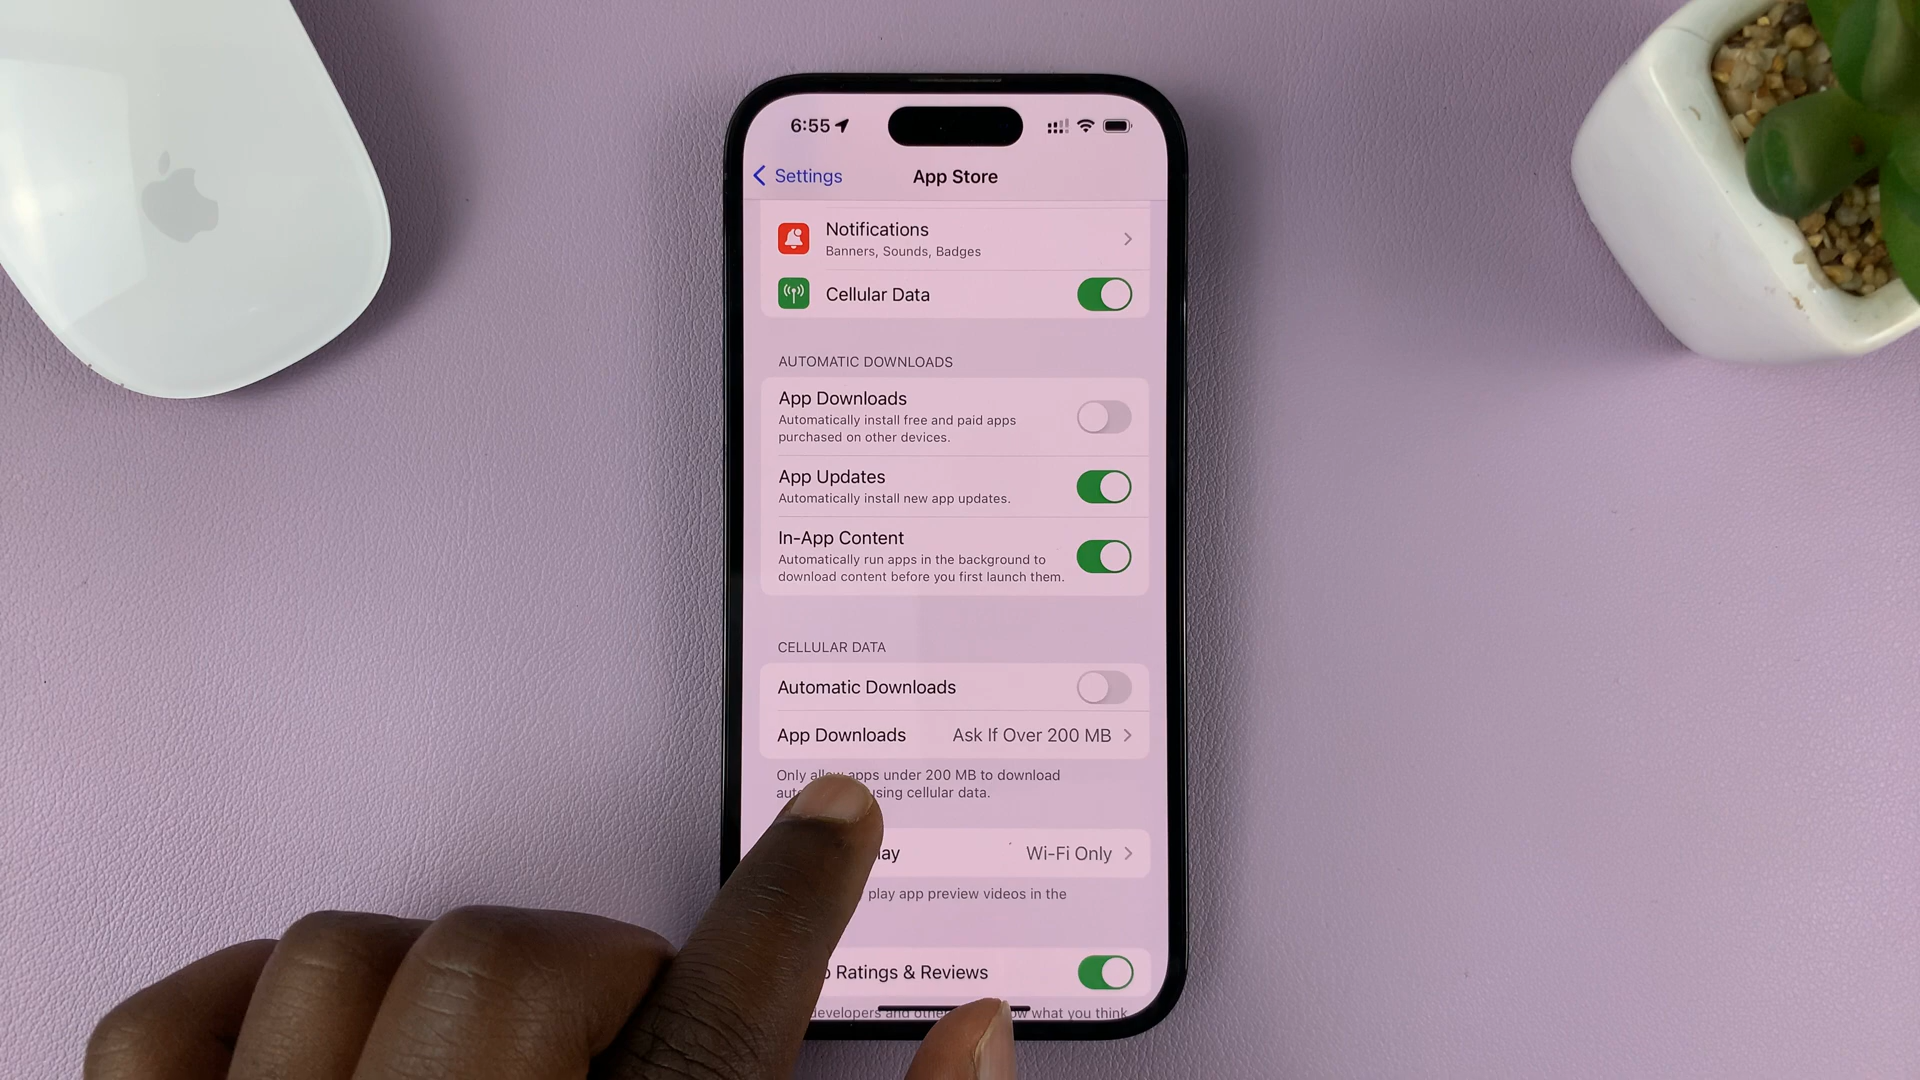 6:55
Settings
App Store
Notifications
Banners, Sounds, Badges
Cellular Data
AUTOMATIC DOWNLOADS
App Downloads
Automatically install free and paid apps
purchased on other devices.
App Updates
Automatically install new app updates.
In-App Content
Automatically run apps in the background to
download content before you first launch them.
CELLULAR DATA
Automatic Downloads
App Downloads Ask If Over 200 MB
Only allow apps under 200 MB to download
using cellular data.
Wi-Fi Only
play app preview videos in the
Ratings & Reviews
developers and what you think